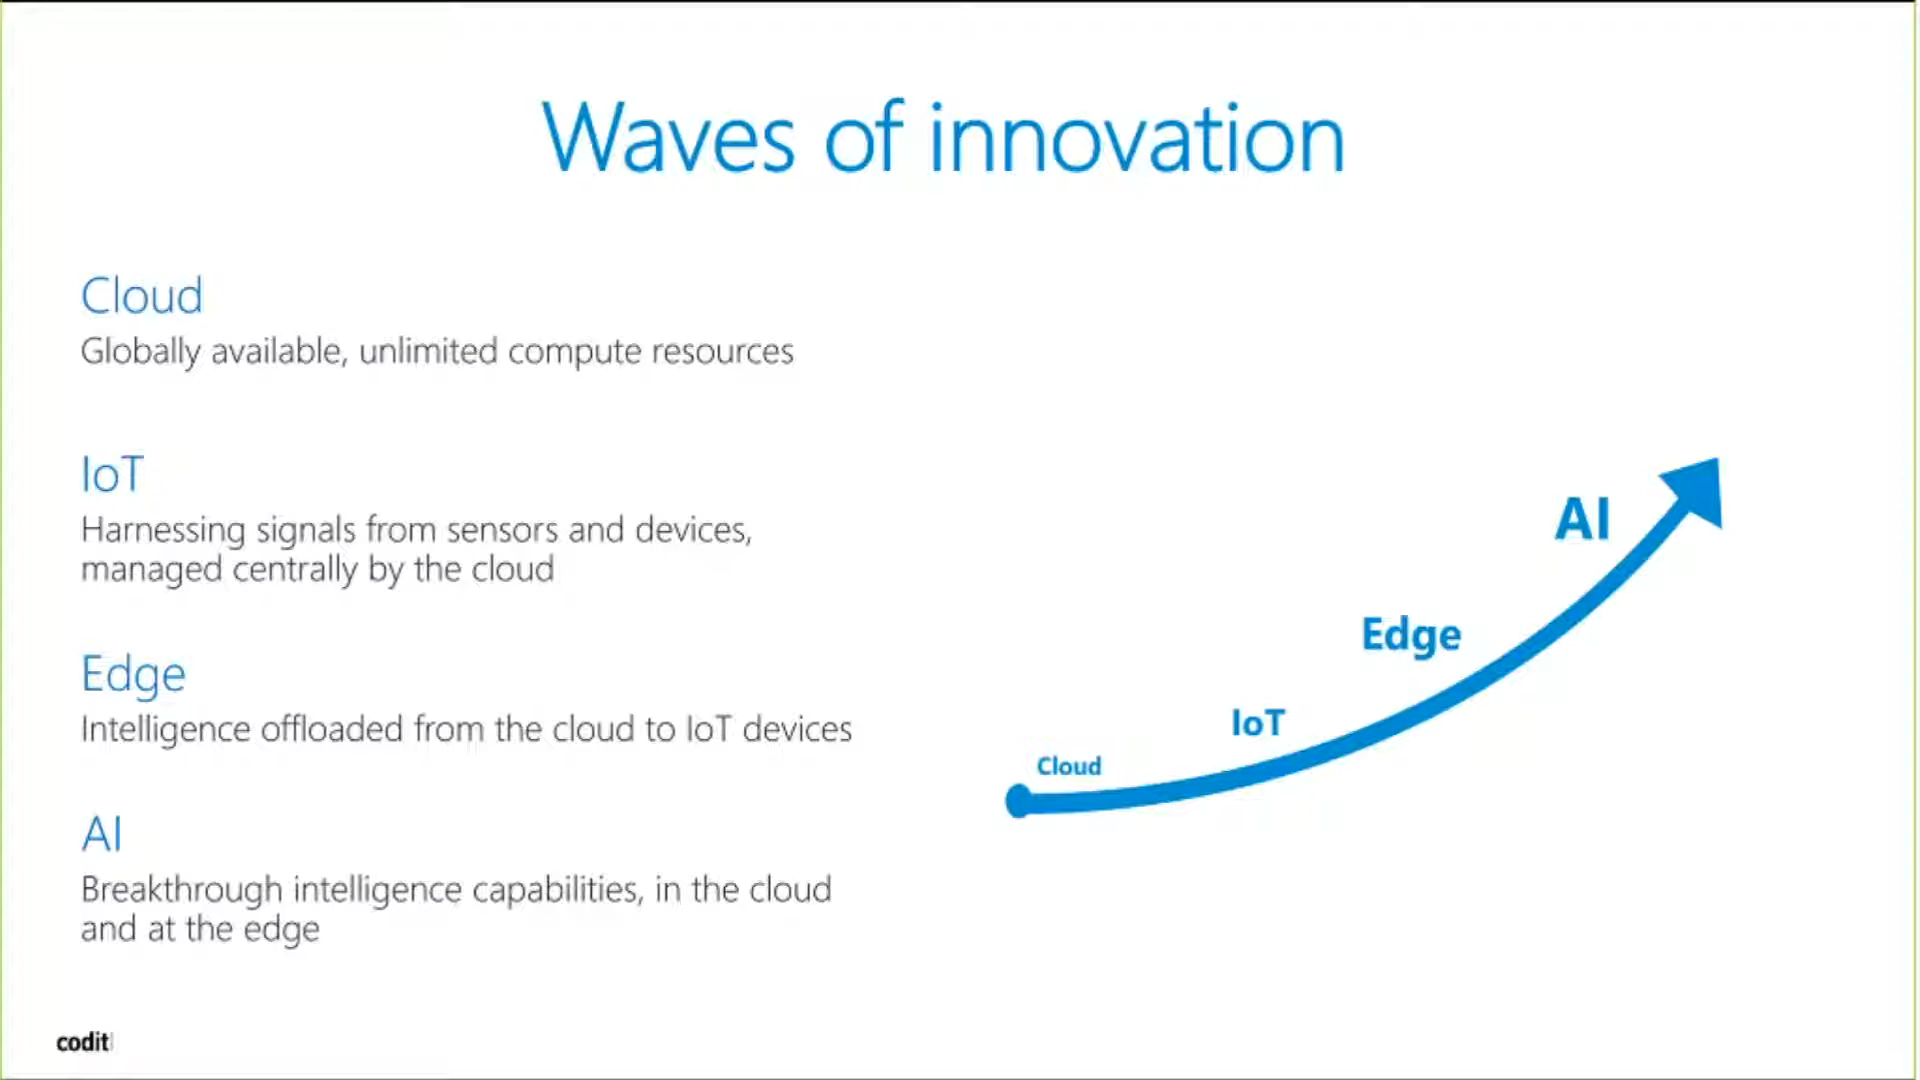 Waves of innovation
Cloud
Globally available, unlimited compute resources
IoT
Harnessing signals from sensors and devices,
managed centrally by the cloud
Edge
Intelligence offloaded from the cloud to IoT devices
AI
Breakthrough intelligence capabilities, in the cloud
and at the edge
AI
Edge
IoT
Cloud
codit